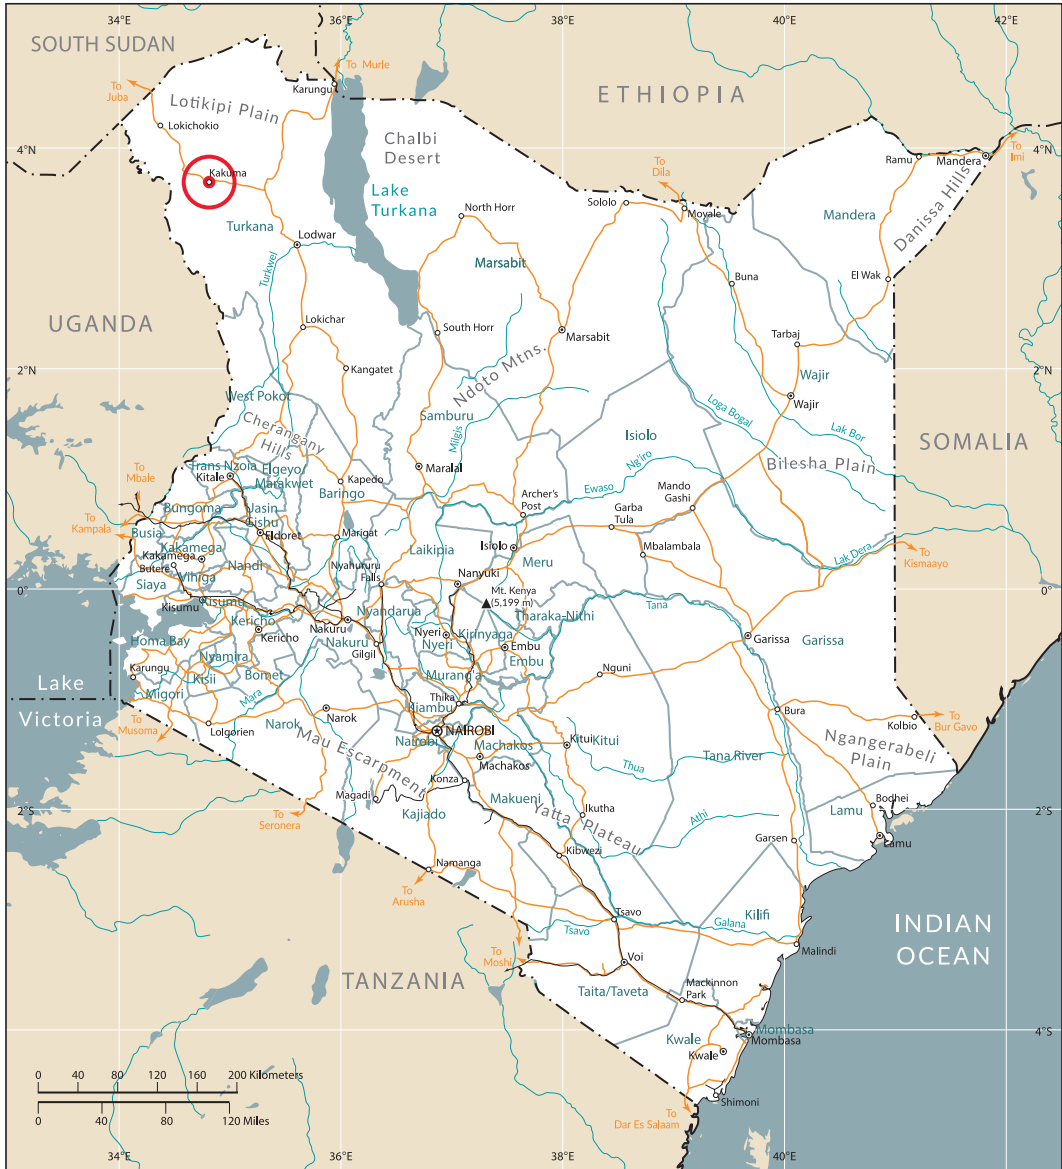 34°E
36°E
38°E
40°E
42°E
SOUTH SUDAN
To
Juba
To Murle
Karungu
Lotikipi Plain
Lokichokio
ETHIOPIA
Chalbi
Desert
4°N
4°N
Kakuma
Lake
Turkana
To
Dila
Ramu
Mandera
To
Imi
Danissa Hills
Mandera
North Horr
Sololo
Moyale
Turkana
Lodwar
Turkwel
Marsabit
Buna
El Wak
UGANDA
Lokichar
South Horr
Marsabit
Tarbaj
Kangatet
Ndoto Mtns.
2°N
2°N
Wajir
Wajir
West Pokot
Samburu
Milgis
Isiolo
Loga Bogal
Lak Bor
SOMALIA
Cherangany
Hills
Trans Nzoia
Kitale
Elgeyo/
Marakwet
Maralal
Baringo
Kapedo
Ng'iro
Ewaso
Bilesha Plain
To
Mbale
Bungoma
Uasin
Gishu
Eldoret
Archer's
Post
Mando
Gashi
Garba
Tula
To
Kampala
Busia
Kakamega
Kakamega
Butere
Marigat
Laikipia
Isiolo
Meru
Mbalambala
Lak Dera
To
Kismaayo
Siaya
Vihiga
Nandi
Nyahururu
Falls
Nanyuki
0°
0°
Kisumu
Kisumu
Mt. Kenya
(5,199 m)
Tharaka-Nithi
Tana
Nyandarua
Kericho
Kericho
Nakuru
Nakuru
Gilgil
Nyeri
Nyeri
Kirinyaga
Embu
Embu
Garissa
Garissa
Homa Bay
Nyamira
Kisii
Bomet
Karungu
Migori
Murang'a
Nguni
Lake
Victoria
Mara
Thika
Kiambu
Bura
Kolbio
To
Bur Gavo
To
Musoma
Lolgorien
Narok
Narok
NAIROBI
Nairobi
Machakos
Machakos
Kitui
Kitui
Tana River
Ngangerabeli
Plain
Mau Escarpment
Konza
Thua
Magadi
Makueni
Ikutha
Bodhei
Lamu
Lamu
2°S
2°S
To
Seronera
Kajiado
Yatta Plateau
Athi
Garsen
Kibwezi
Namanga
To
Arusha
Tsavo
Tsavo
Galana
Kilifi
INDIAN
OCEAN
Malindi
To
Moshi
Voi
TANZANIA
Taita/Taveta
Mackinnon
Park
Kwale
Kwale
Mombasa
Mombasa
4°S
4°S
0 40 80 120 160 200 Kilometers
0 40 80 120 Miles
Shimoni
To
Dar Es Salaam
34°E
36°E
38°E
40°E